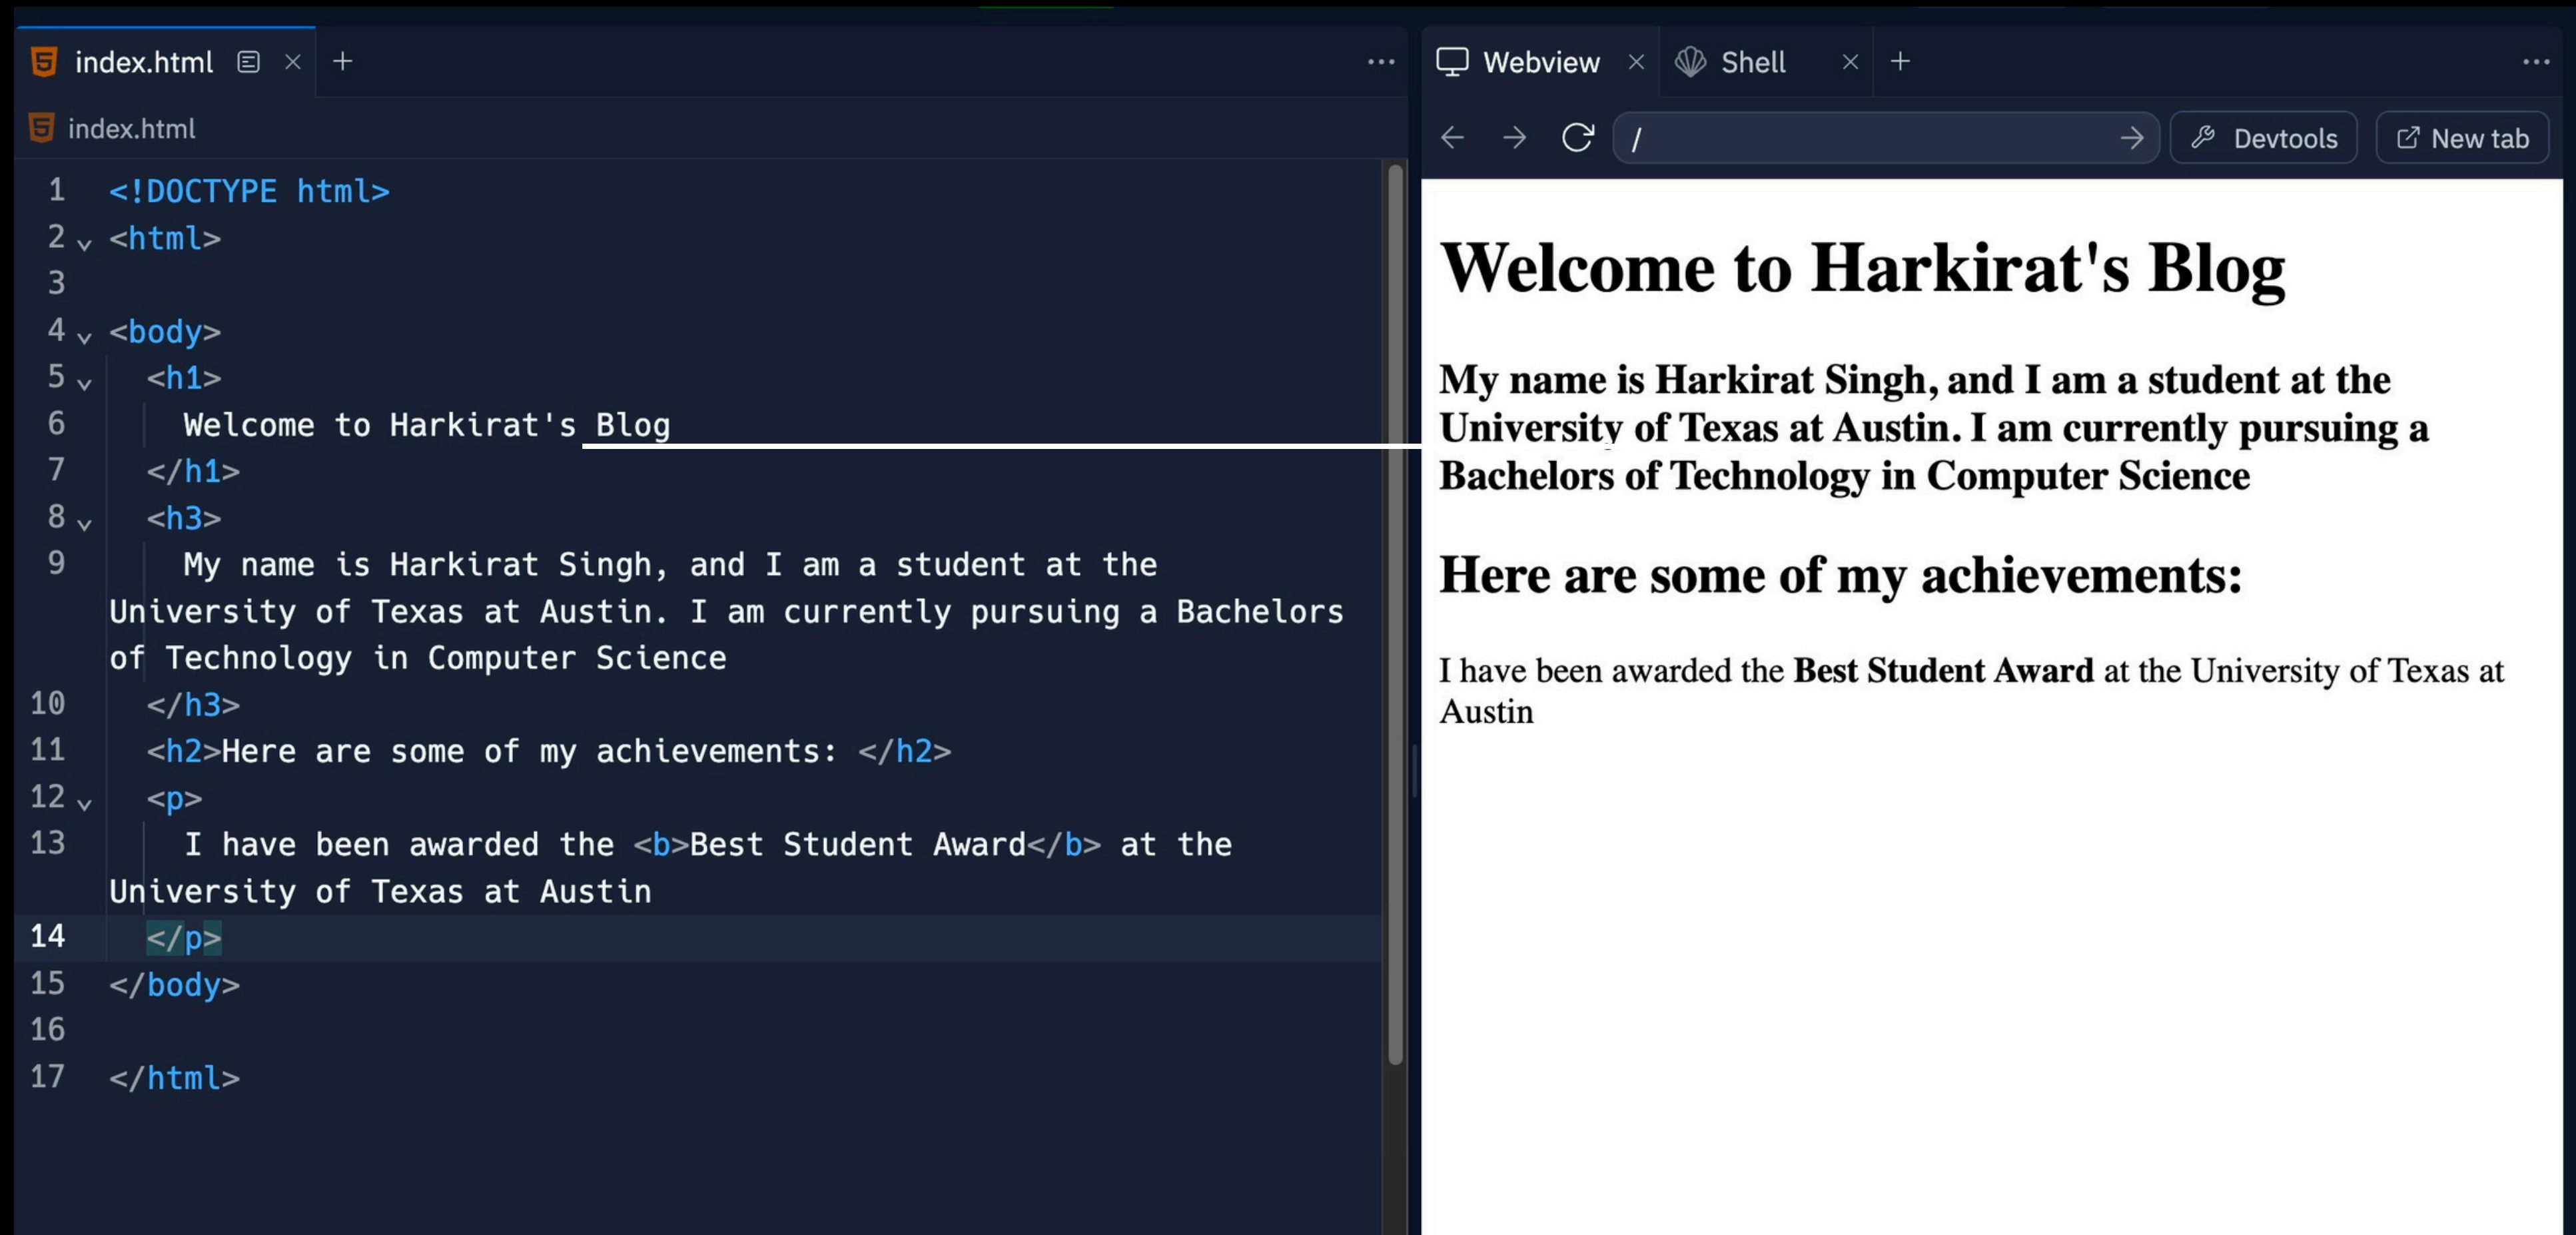 index.html
Webview
Shell
index.html
/
Devtools
New tab
1 <!DOCTYPE html>
2 <html>
3
4 <body>
5 <h1>
6 Welcome to Harkirat's Blog
7 </h1>
8 <h3>
9 My name is Harkirat Singh, and I am a student at the
University of Texas at Austin. I am currently pursuing a Bachelors
of Technology in Computer Science
10 </h3>
11 <h2>Here are some of my achievements: </h2>
12 <p>
13 I have been awarded the <b>Best Student Award</b> at the
University of Texas at Austin
14 </p>
15 </body>
16
17 </html>
Welcome to Harkirat's Blog
My name is Harkirat Singh, and I am a student at the
University of Texas at Austin. I am currently pursuing a
Bachelors of Technology in Computer Science
Here are some of my achievements:
I have been awarded the Best Student Award at the University of Texas at
Austin